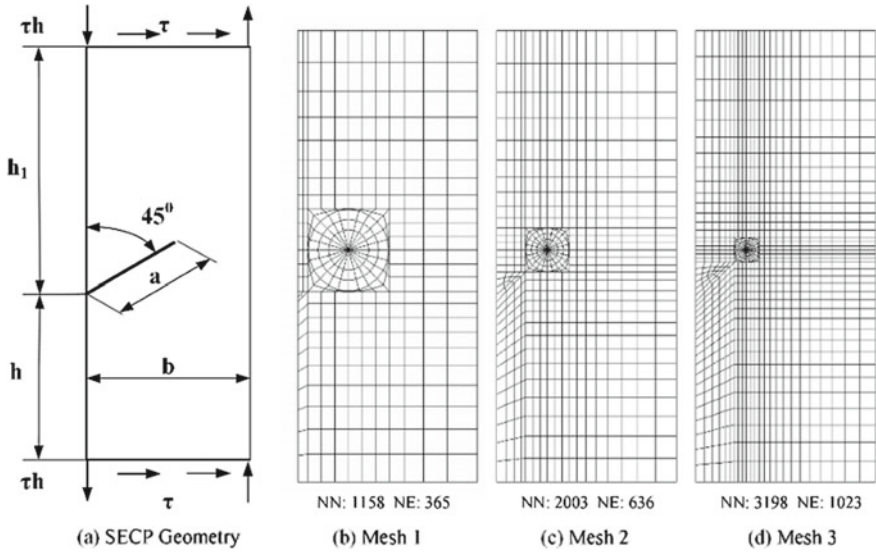 τh
τ
h₁
45⁰
a
h
b
τh
τ
NN: 1158 NE: 365
NN: 2003 NE: 636
NN: 3198 NE: 1023
(a) SECP Geometry
(b) Mesh 1
(c) Mesh 2
(d) Mesh 3